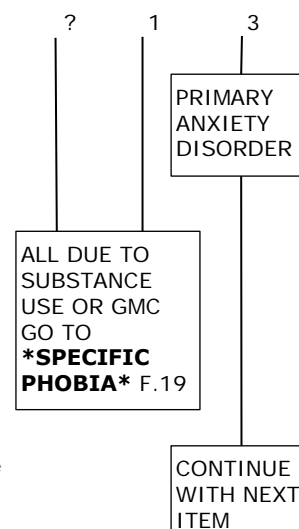 ? 1 3
PRIMARY
ANXIETY
DISORDER
ALL DUE TO
SUBSTANCE
USE OR GMC
GO TO
*SPECIFIC
PHOBIA* F.19
CONTINUE
WITH NEXT
ITEM